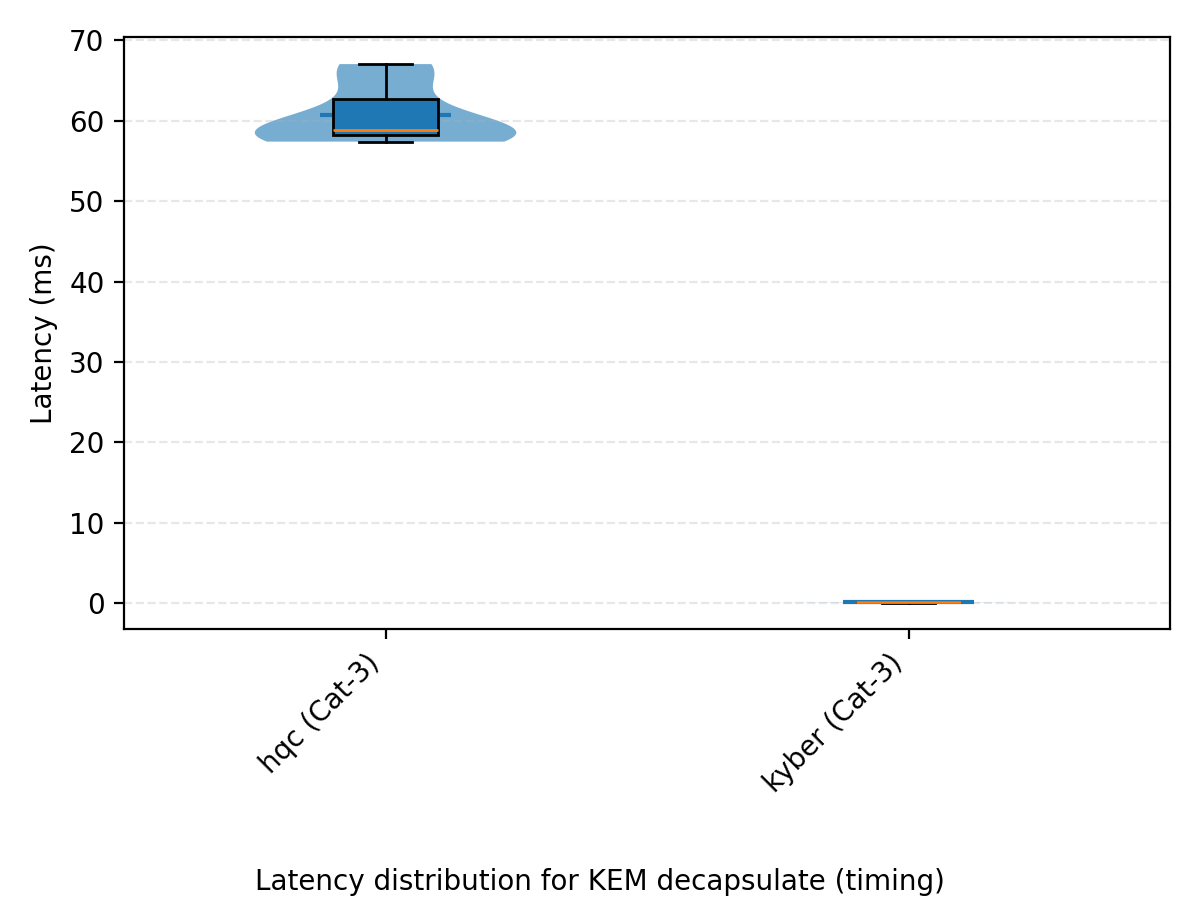 70
60
50
40
30
20
10
0
Latency (ms)
hqc (Cat-3)
kyber (Cat-3)
Latency distribution for KEM decapsulate (timing)